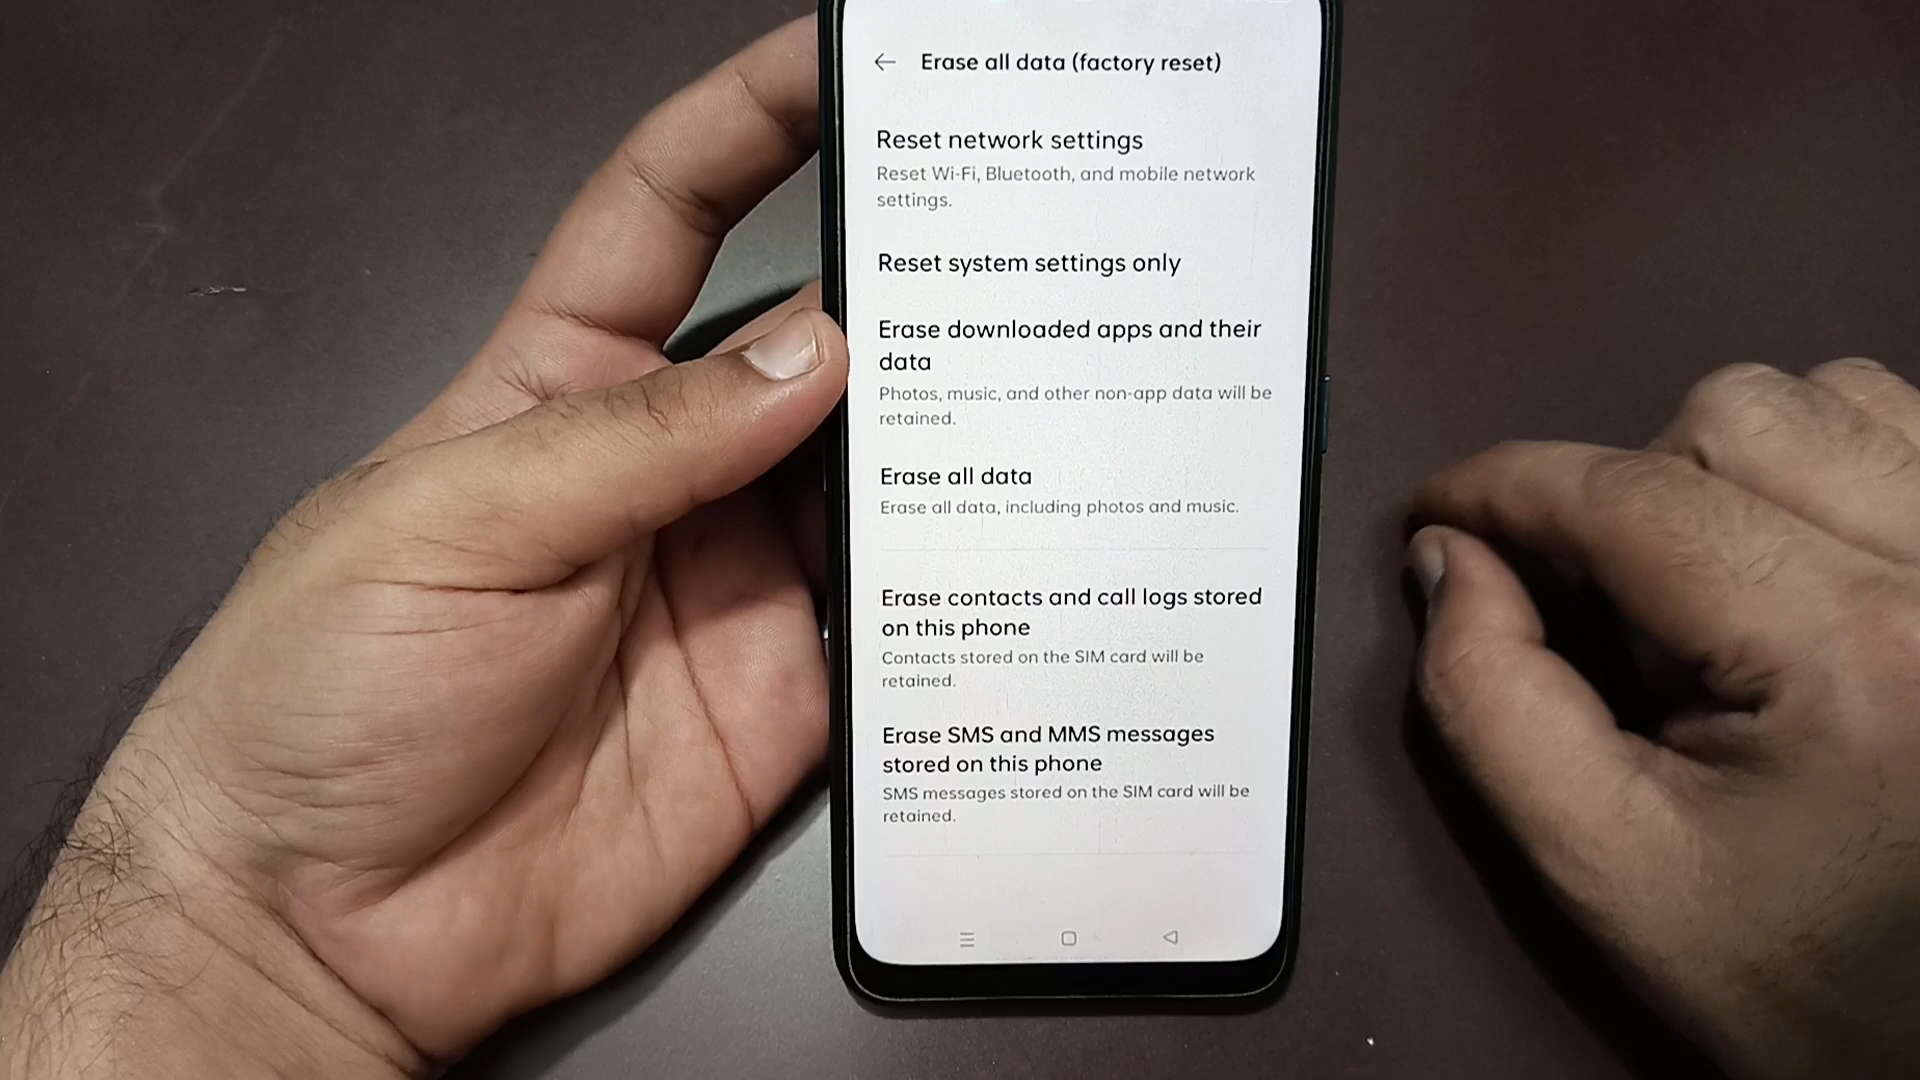 Erase all data (factory reset)
Reset network settings
Reset Wi-Fi, Bluetooth, and mobile network
settings.
Reset system settings only
Erase downloaded apps and their
data
Photos, music, and other non-app data will be
retained.
Erase all data
Erase all data, including photos and music.
Erase contacts and call logs stored
on this phone
Contacts stored on the SIM card will be
retained.
Erase SMS and MMS messages
stored on this phone
SMS messages stored on the SIM card will be
retained.